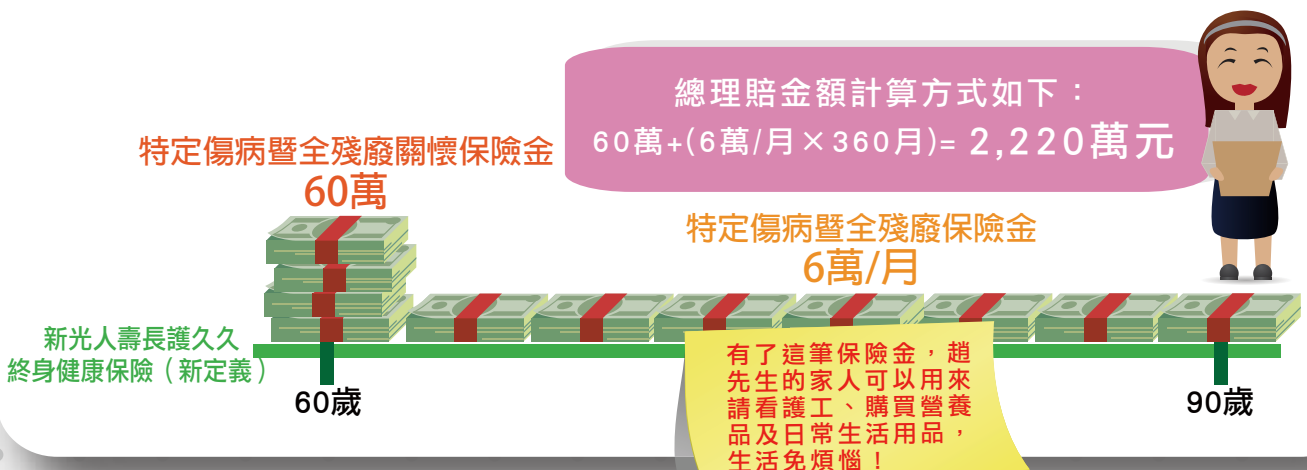 總理賠金額計算方式如下：
60萬+(6萬/月×360月)= 2,220萬元
特定傷病暨全殘廢關懷保險金
60萬
特定傷病暨全殘廢保險金
6萬/月
新光人壽長護久久
終身健康保險（新定義）
60歲
90歲
有了這筆保險金，趙
先生的家人可以用來
請看護工、購買營養
品及日常生活用品，
生活免煩惱！